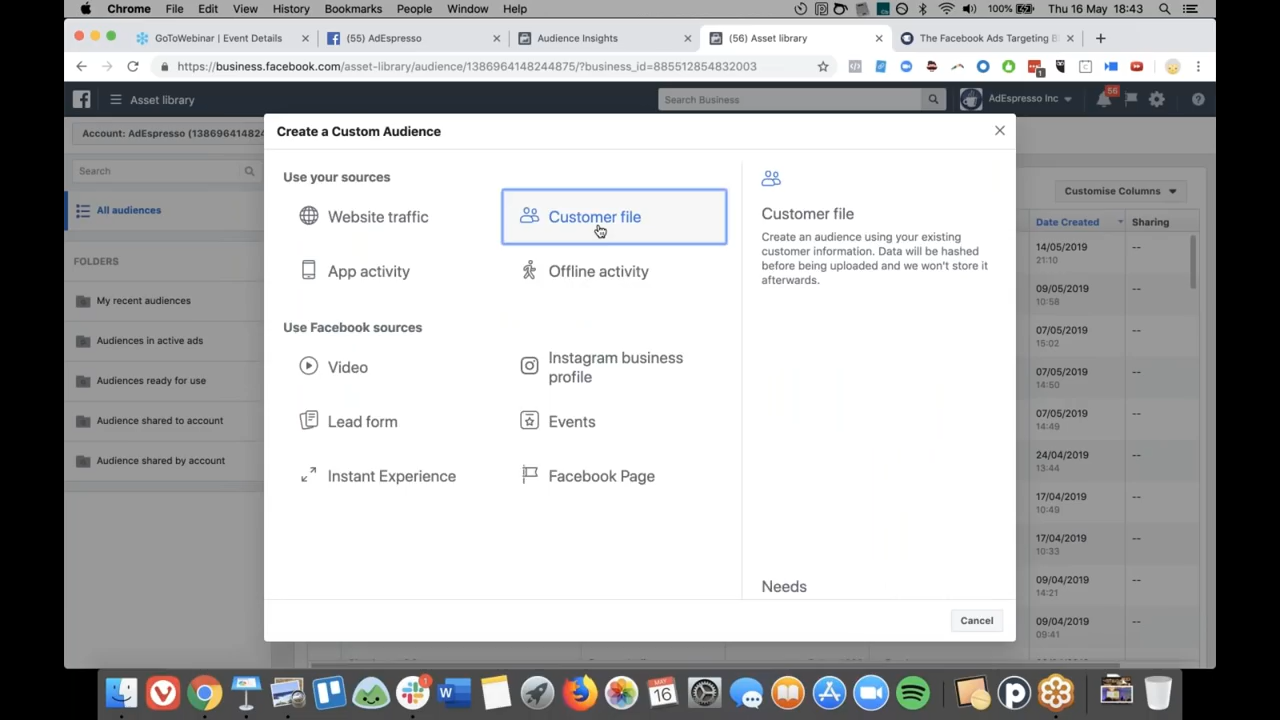 Chrome File Edit View History Bookmarks People Window Help 100% Thu 16 May 18:43
GoToWebinar | Event Details
(55) AdEspresso
Audience Insights
(56) Asset library
The Facebook Ads Targeting B
https://business.facebook.com/asset-library/audience/1386964148244875/?business_id=885512854832003
1
Asset library
Search Business
AdEspresso Inc
56
Account: AdEspresso (138696414824
Search
All audiences
FOLDERS
My recent audiences
Audiences in active ads
Audiences ready for use
Audience shared to account
Audience shared by account
Create a Custom Audience
Use your sources
Website traffic
Customer file
App activity
Offline activity
Use Facebook sources
Video
Instagram business
profile
Lead form
Events
Instant Experience
Facebook Page
Customer file
Create an audience using your existing
customer information. Data will be hashed
before being uploaded and we won't store it
afterwards.
Needs
Cancel
Customise Columns
Date Created Sharing
14/05/2019 --
21:10
09/05/2019 --
10:58
07/05/2019 --
15:02
07/05/2019 --
14:50
07/05/2019 --
14:49
24/04/2019 --
13:44
17/04/2019 --
10:49
17/04/2019 --
10:33
09/04/2019 --
14:21
09/04/2019 --
09:41
1
W
MAY
16